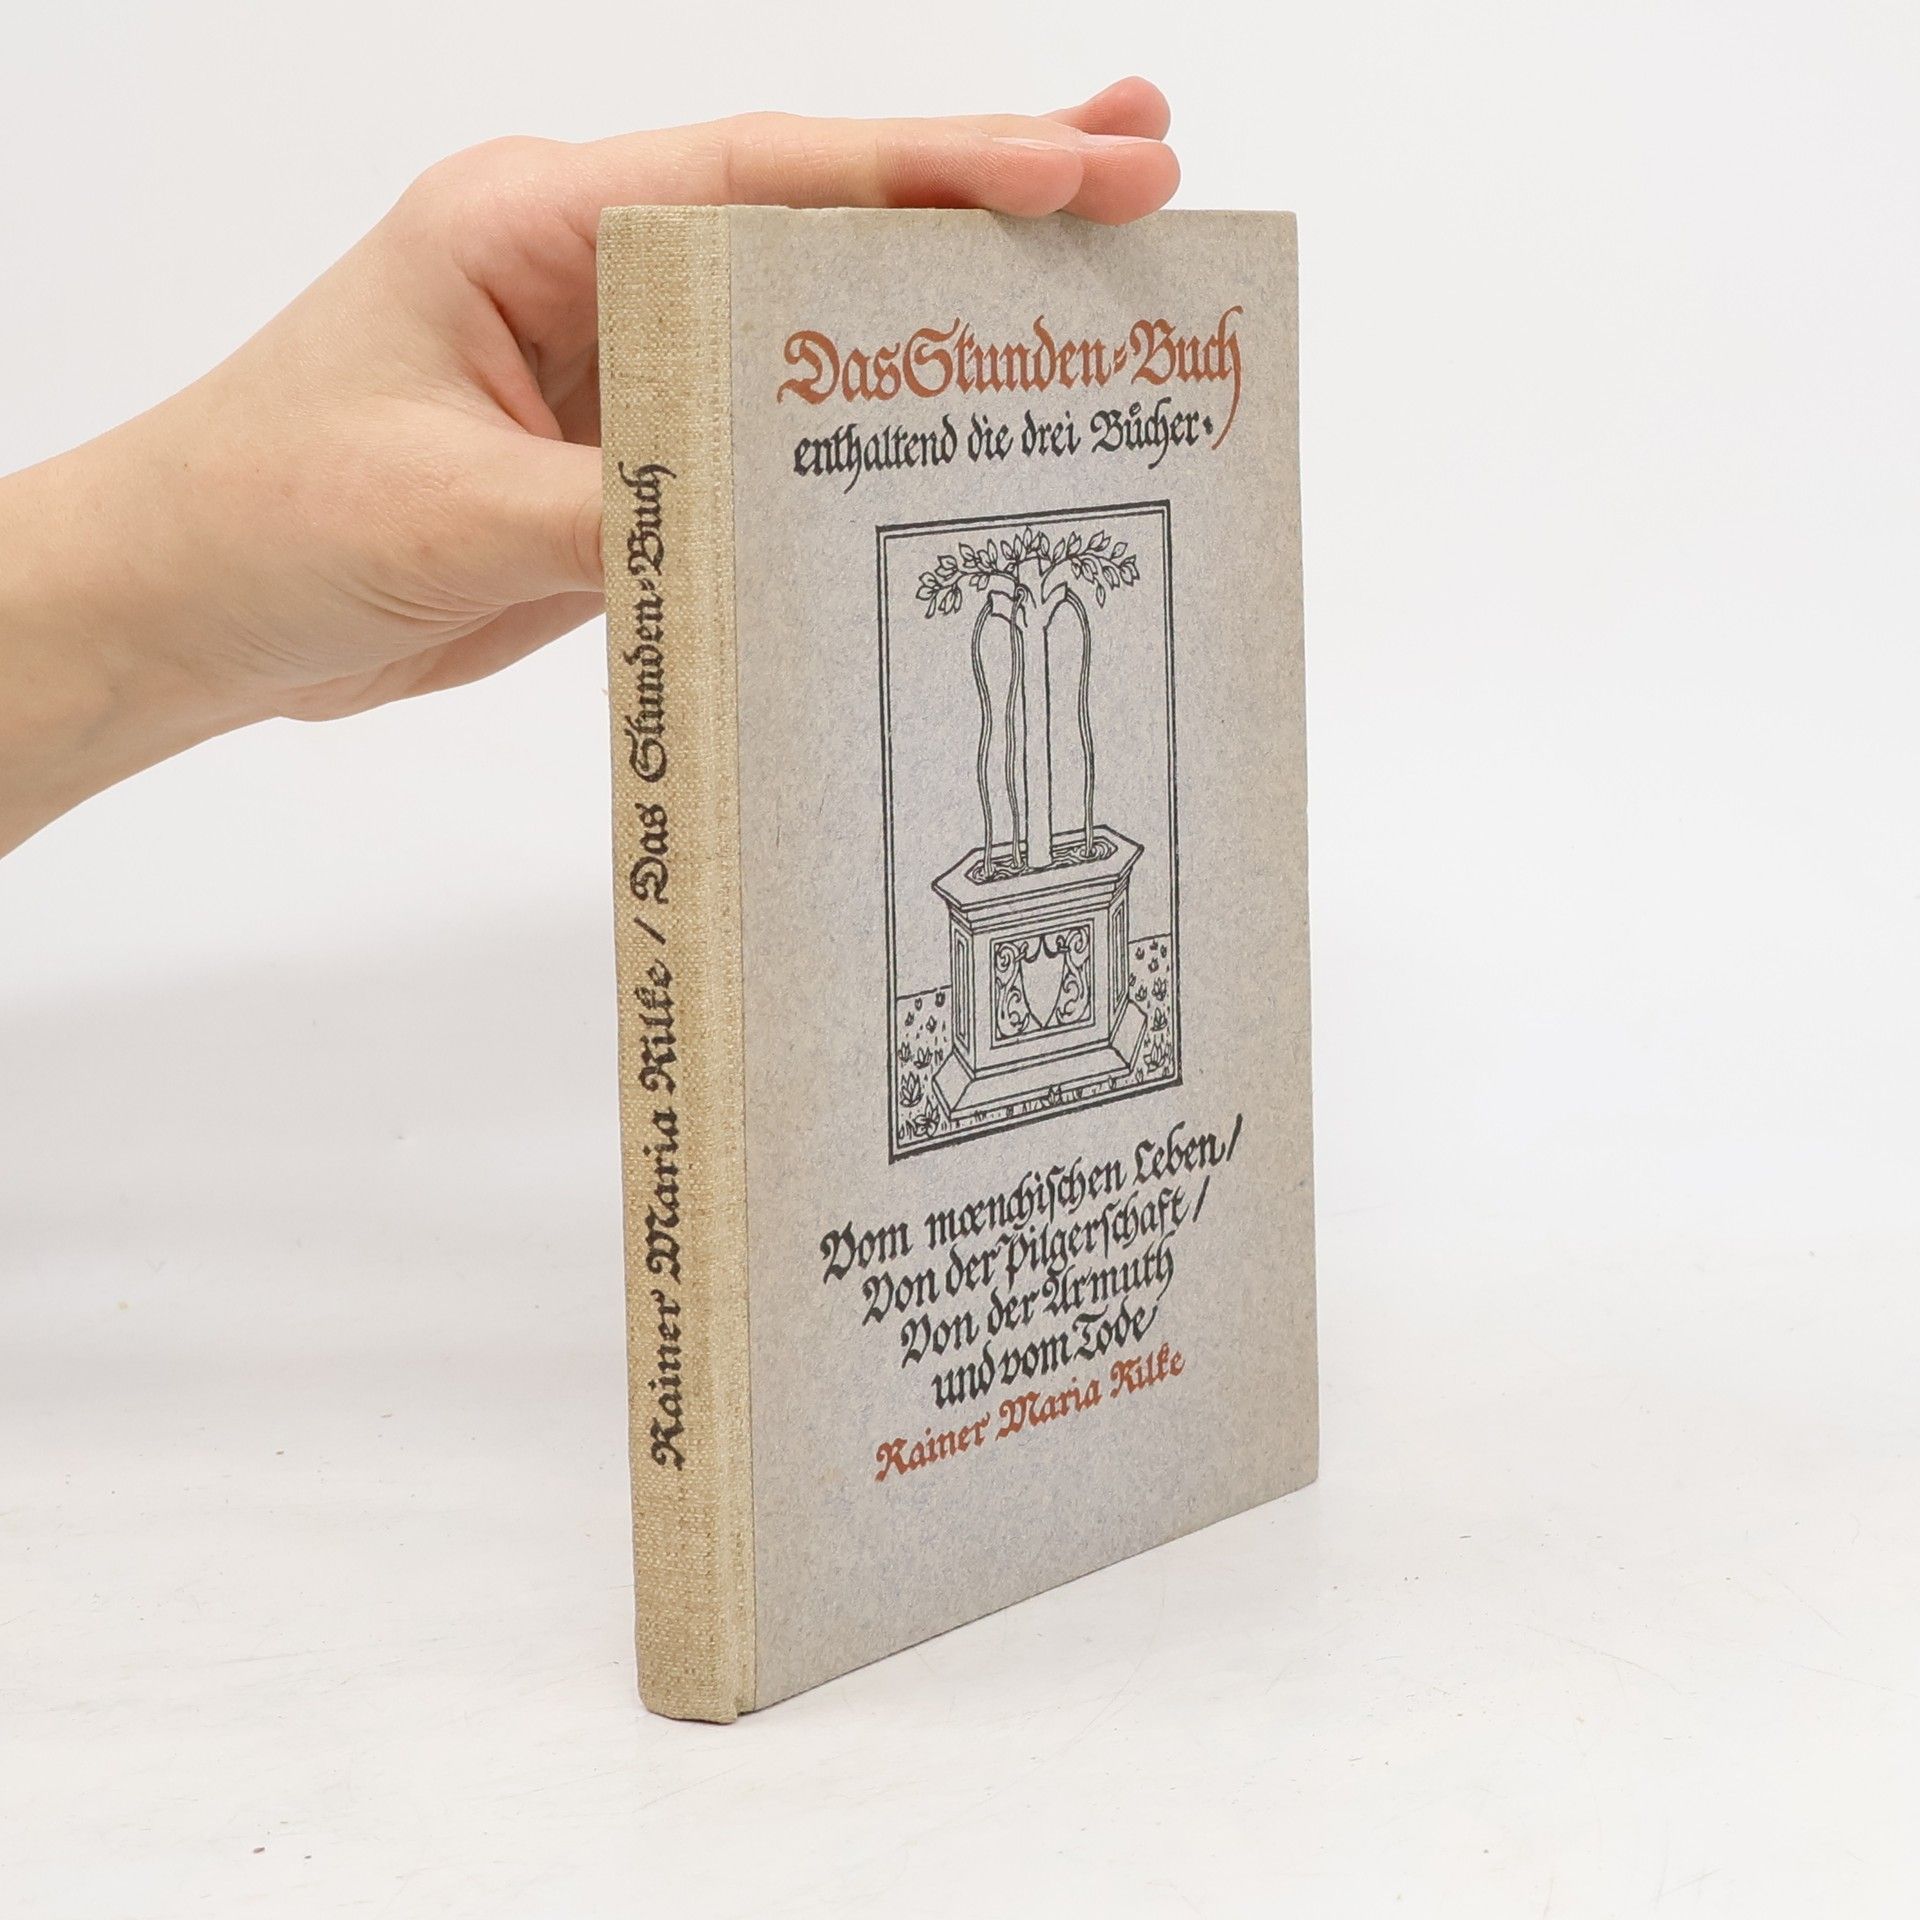 Rainer Maria Rilke / Das Stunden=Buch
Das Stunden=Buch
enthaltend die drei Bůcher.
Vom mœnchiſchen Leben/
Von der Pilgerſchaft/
Von der Armuth
und vom Tode/
Rainer Maria Rilke